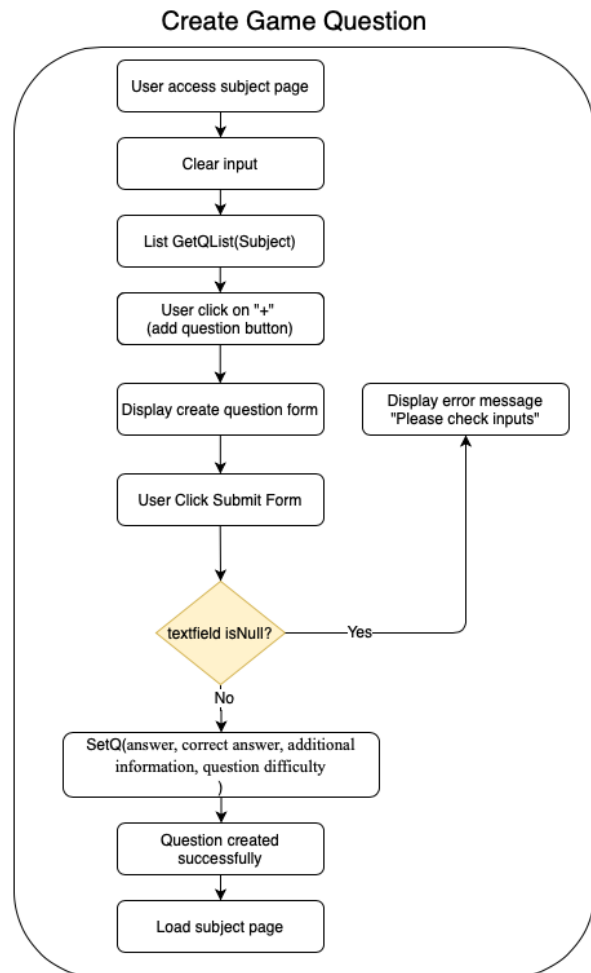 Create Game Question
User access subject page
Clear input
List GetQList(Subject)
User click on "+"
(add question button)
Display create question form
Display error message
"Please check inputs"
User Click Submit Form
textfield isNull?
Yes
No
SetQ(answer, correct answer, additional
information, question difficulty
)
Question created
successfully
Load subject page